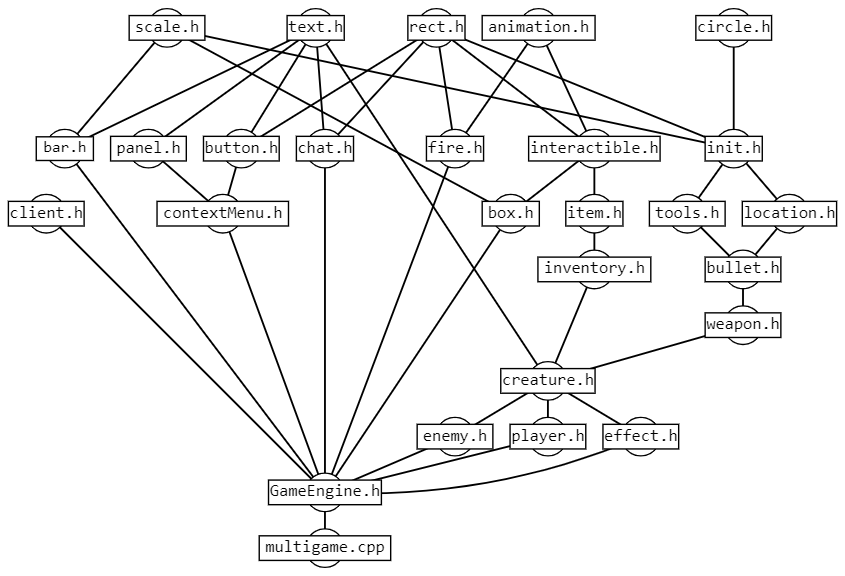 scale.h
text.h
rect.h
animation.h
circle.h
bar.h
panel.h
button.h
chat.h
fire.h
interactible.h
init.h
client.h
contextMenu.h
box.h
item.h
tools.h
location.h
inventory.h
bullet.h
weapon.h
creature.h
enemy.h
player.h
effect.h
GameEngine.h
multigame.cpp